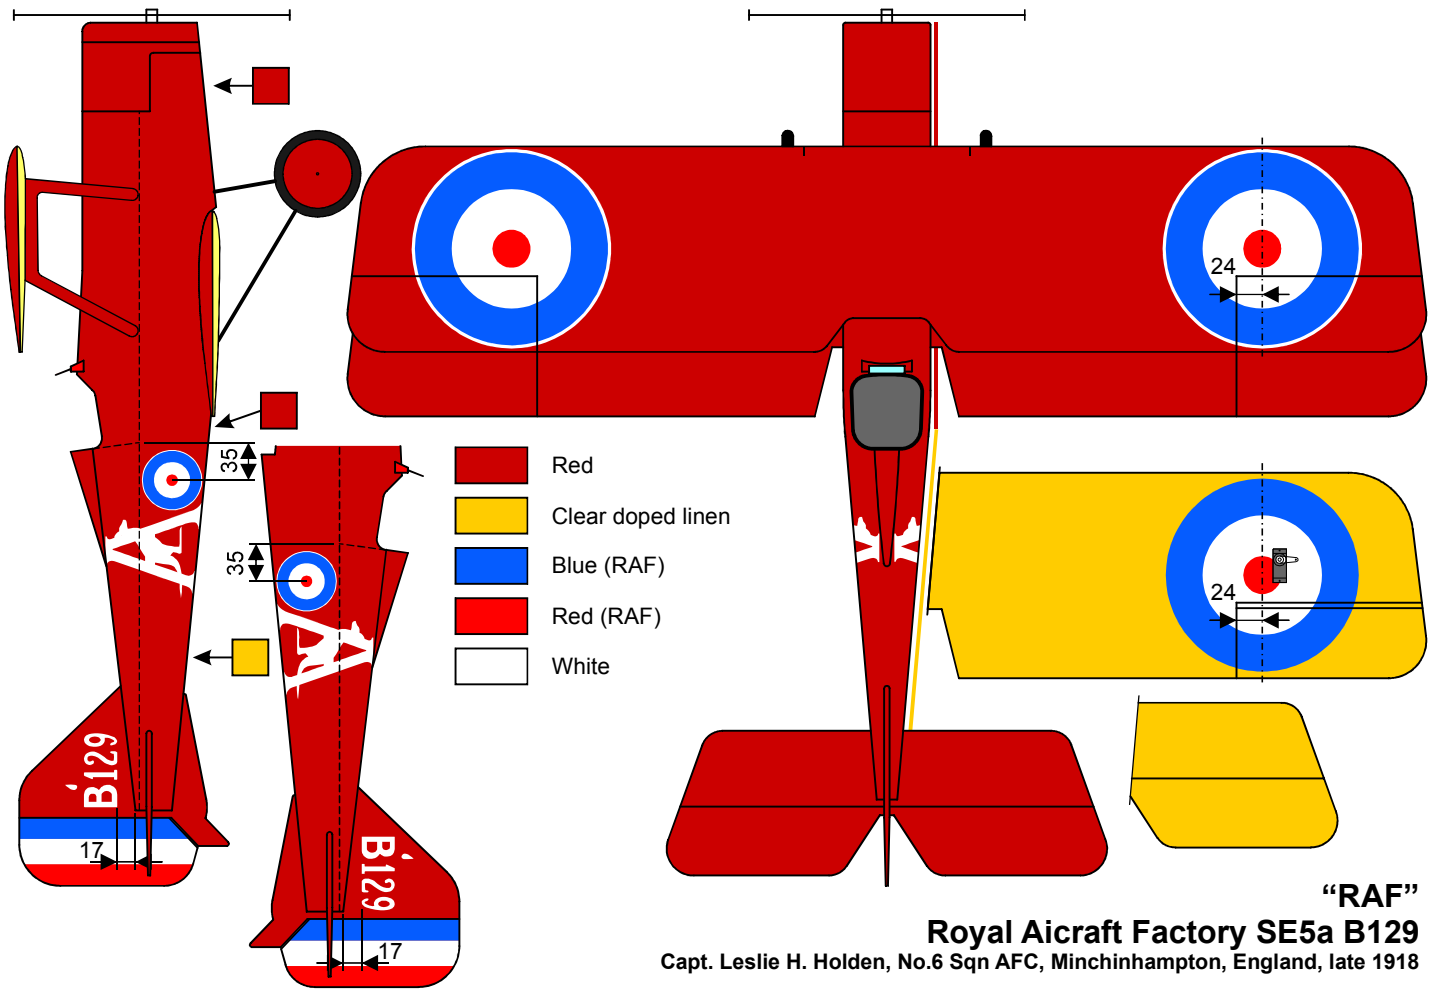 24
35
35
Red
Clear doped linen
Blue (RAF)
Red (RAF)
White
A
A
24
B129
17
B129
17
“RAF”
Royal Aicraft Factory SE5a B129
Capt. Leslie H. Holden, No.6 Sqn AFC, Minchinhampton, England, late 1918